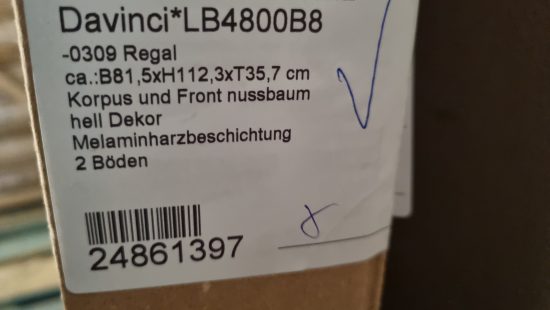 Davinci*LB4800B8
-0309 Regal
ca.:B81,5xH112,3xT35,7 cm
Korpus und Front nussbaum
hell Dekor
Melaminharzbeschichtung
2 Böden
24861397